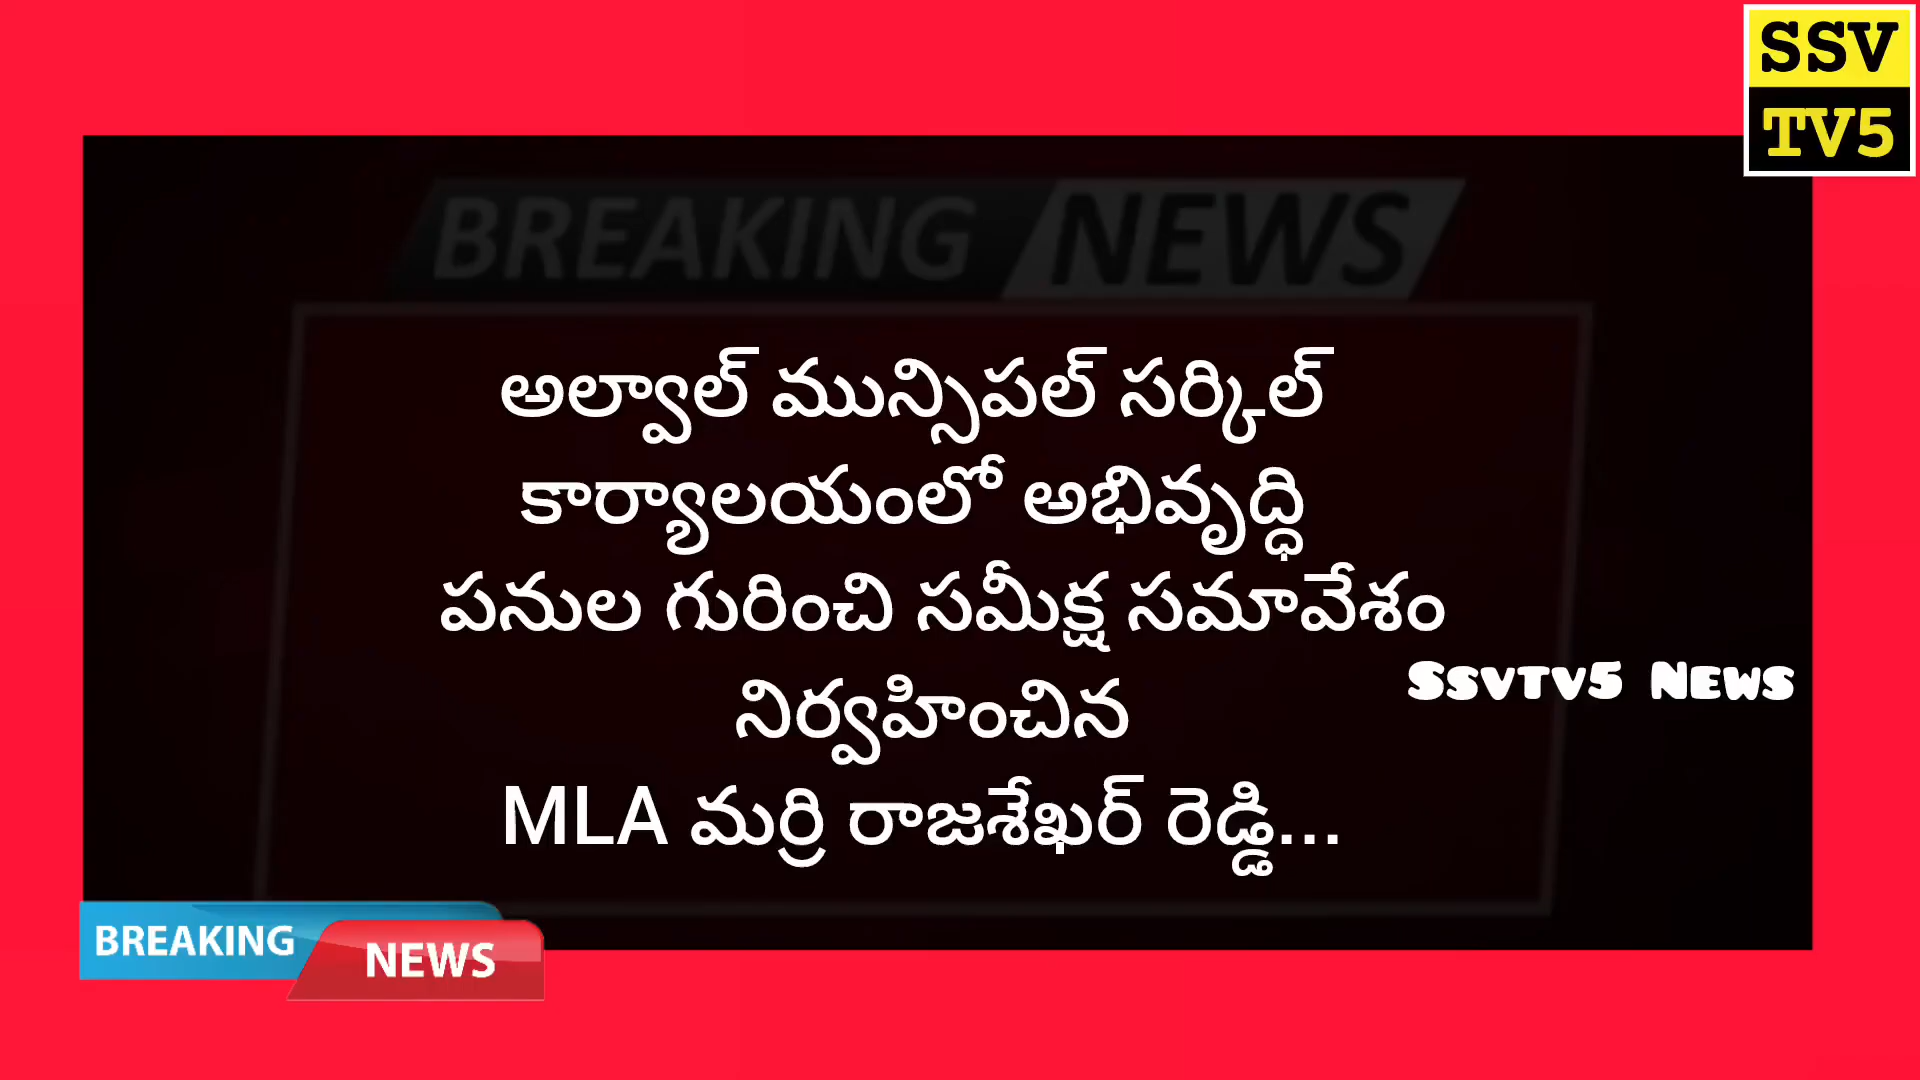 SSV
TV5
BREAKING NEWS
అల్వాల్ మున్సిపల్ సర్కిల్
కార్యాలయంలో అభివృద్ధి
పనుల గురించి సమీక్ష సమావేశం
నిర్వహించిన
Ssvtv5 News
MLA మర్రి రాజశేఖర్ రెడ్డి...
BREAKING
NEWS